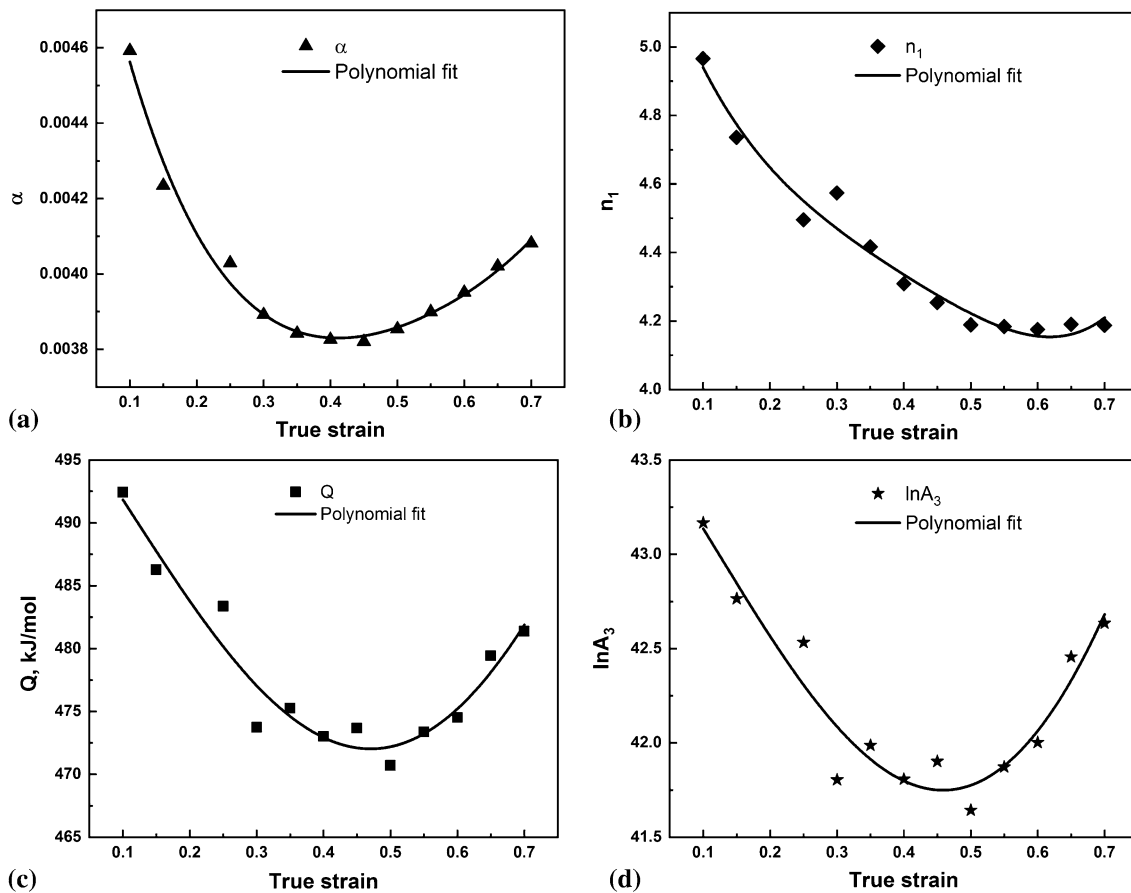 α
Polynomial fit
0.0046
0.0044
0.0042
0.0040
0.0038
α
0.1 0.2 0.3 0.4 0.5 0.6 0.7
True strain
(a)
n₁
Polynomial fit
5.0
4.8
4.6
4.4
4.2
4.0
n₁
0.1 0.2 0.3 0.4 0.5 0.6 0.7
True strain
(b)
Q
Polynomial fit
495
490
485
480
475
470
465
Q, kJ/mol
0.1 0.2 0.3 0.4 0.5 0.6 0.7
True strain
(c)
lnA₃
Polynomial fit
43.5
43.0
42.5
42.0
41.5
lnA₃
0.1 0.2 0.3 0.4 0.5 0.6 0.7
True strain
(d)